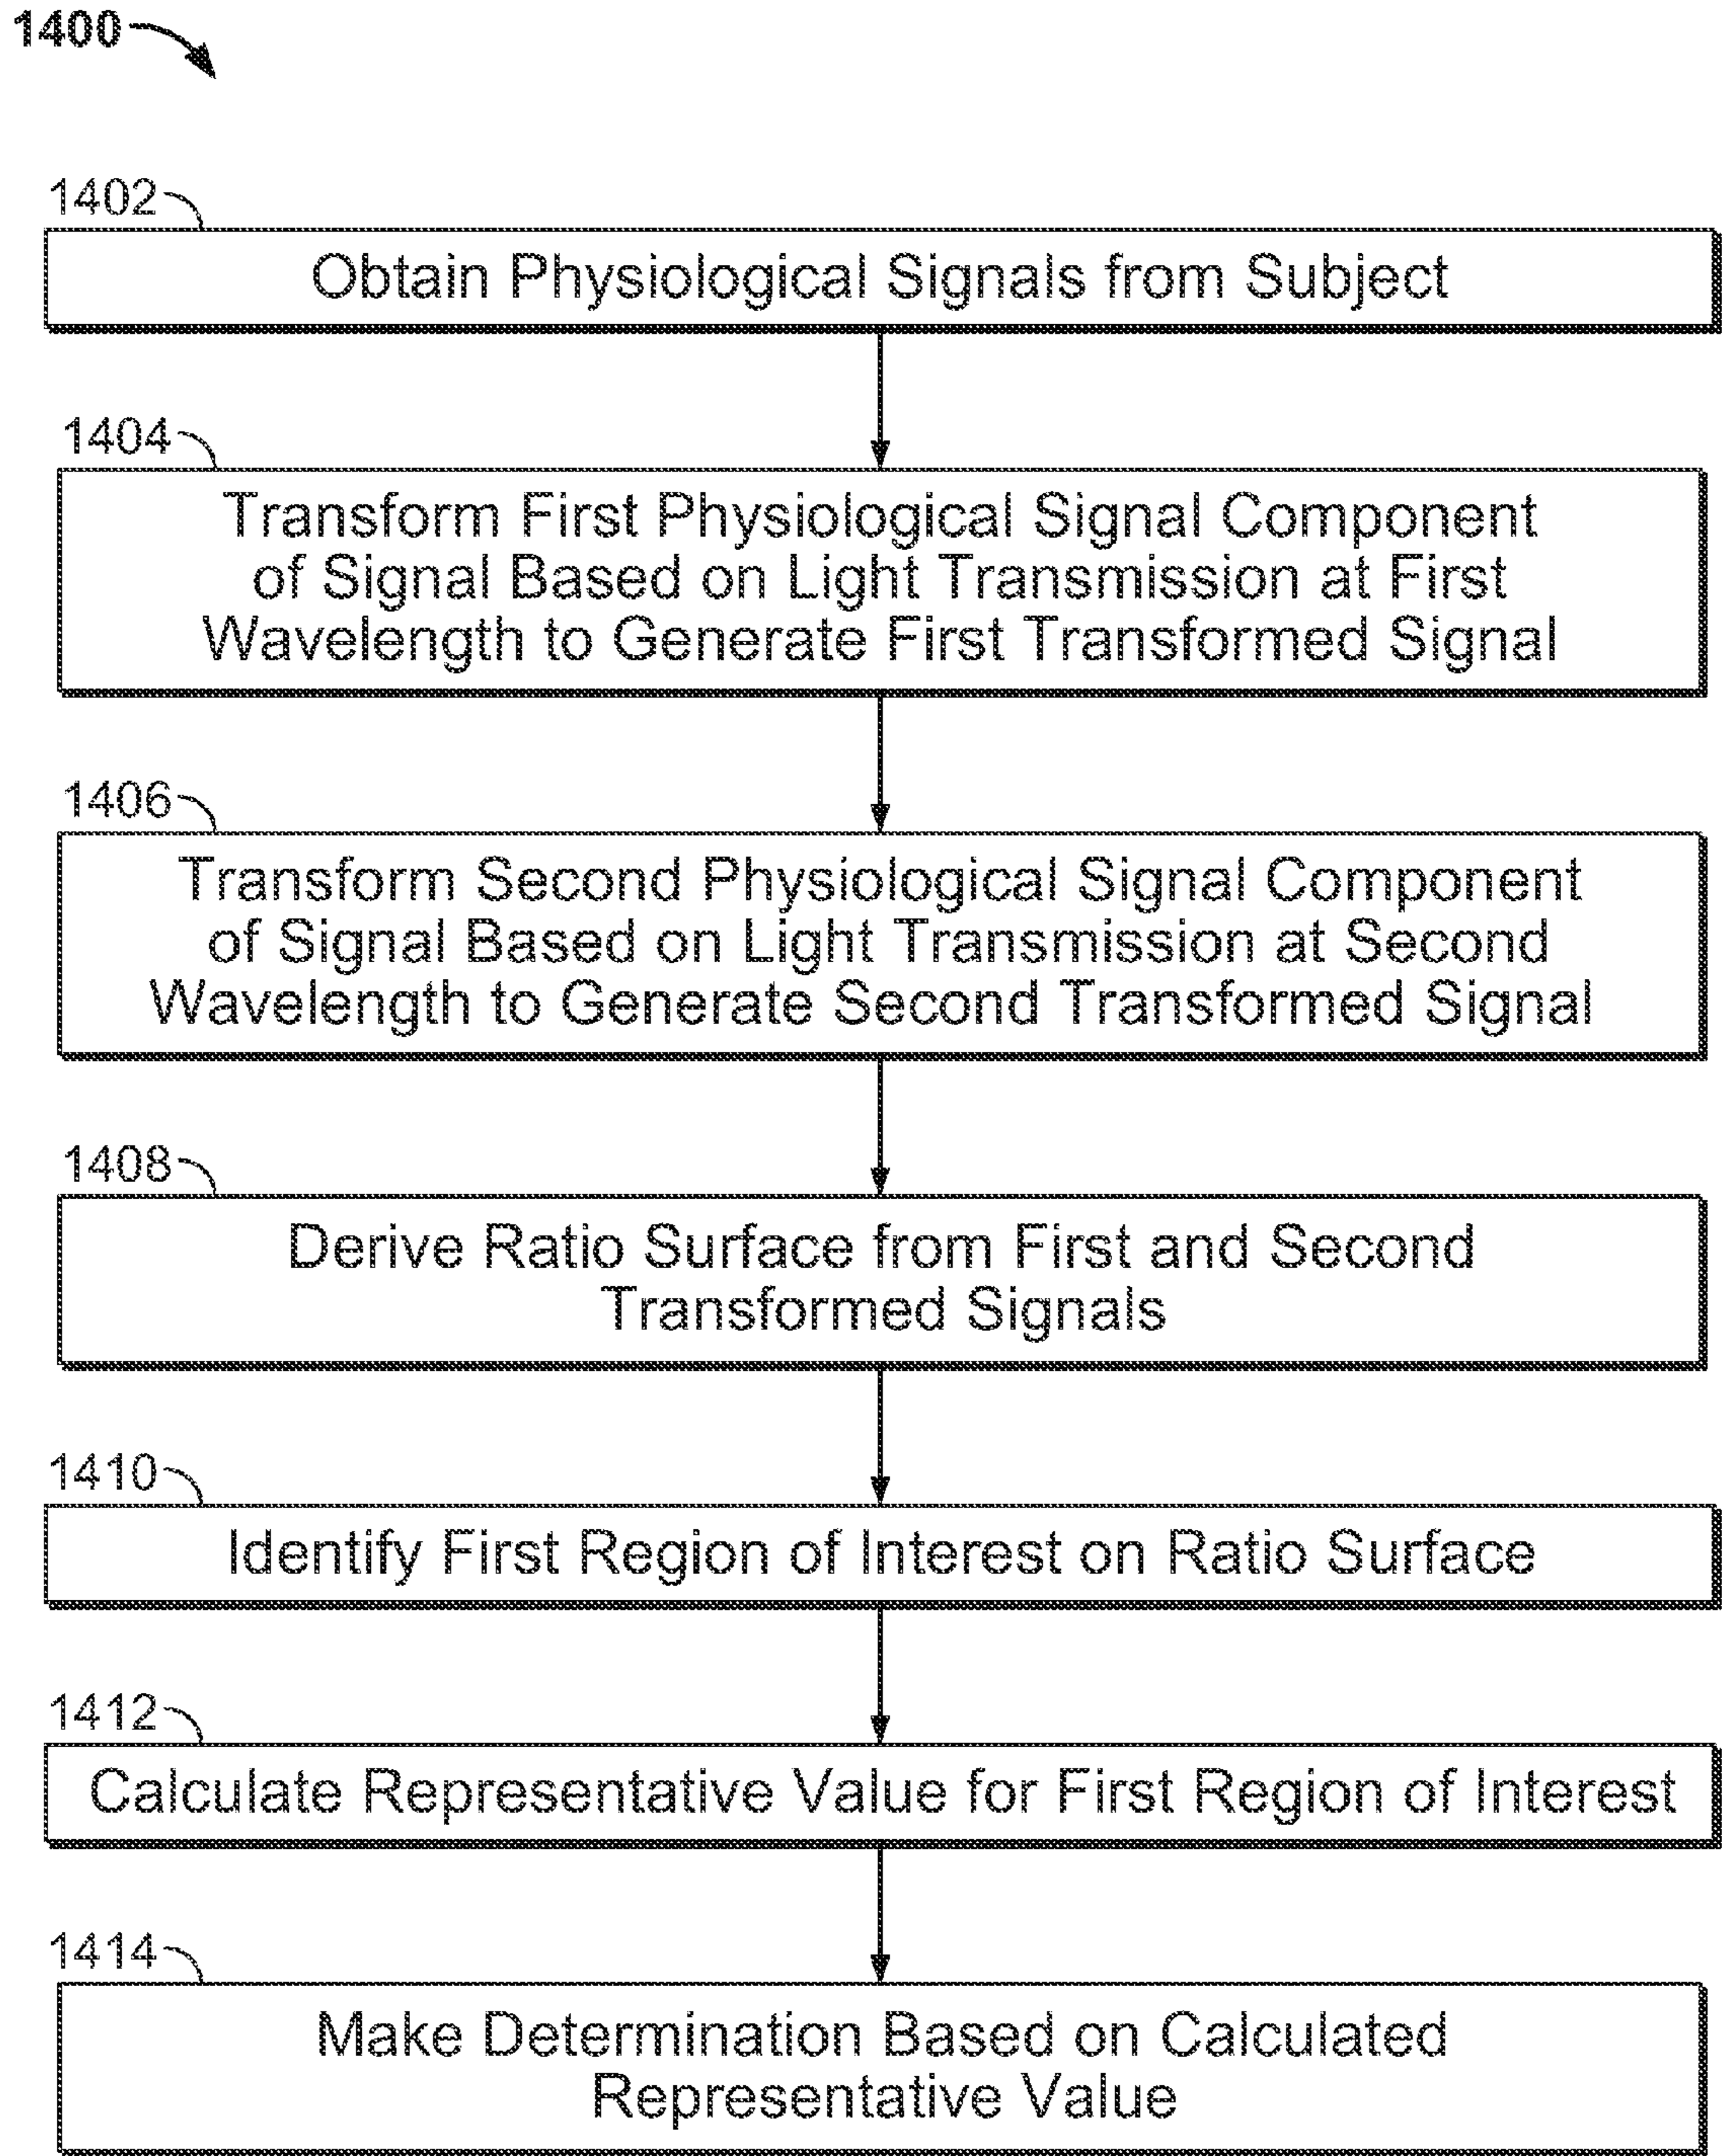 1400
1402
Obtain Physiological Signals from Subject
1404
Transform First Physiological Signal Component
of Signal Based on Light Transmission at First
Wavelength to Generate First Transformed Signal
1406
Transform Second Physiological Signal Component
of Signal Based on Light Transmission at Second
Wavelength to Generate Second Transformed Signal
1408
Derive Ratio Surface from First and Second
Transformed Signals
1410
Identify First Region of Interest on Ratio Surface
1412
Calculate Representative Value for First Region of Interest
1414
Make Determination Based on Calculated
Representative Value